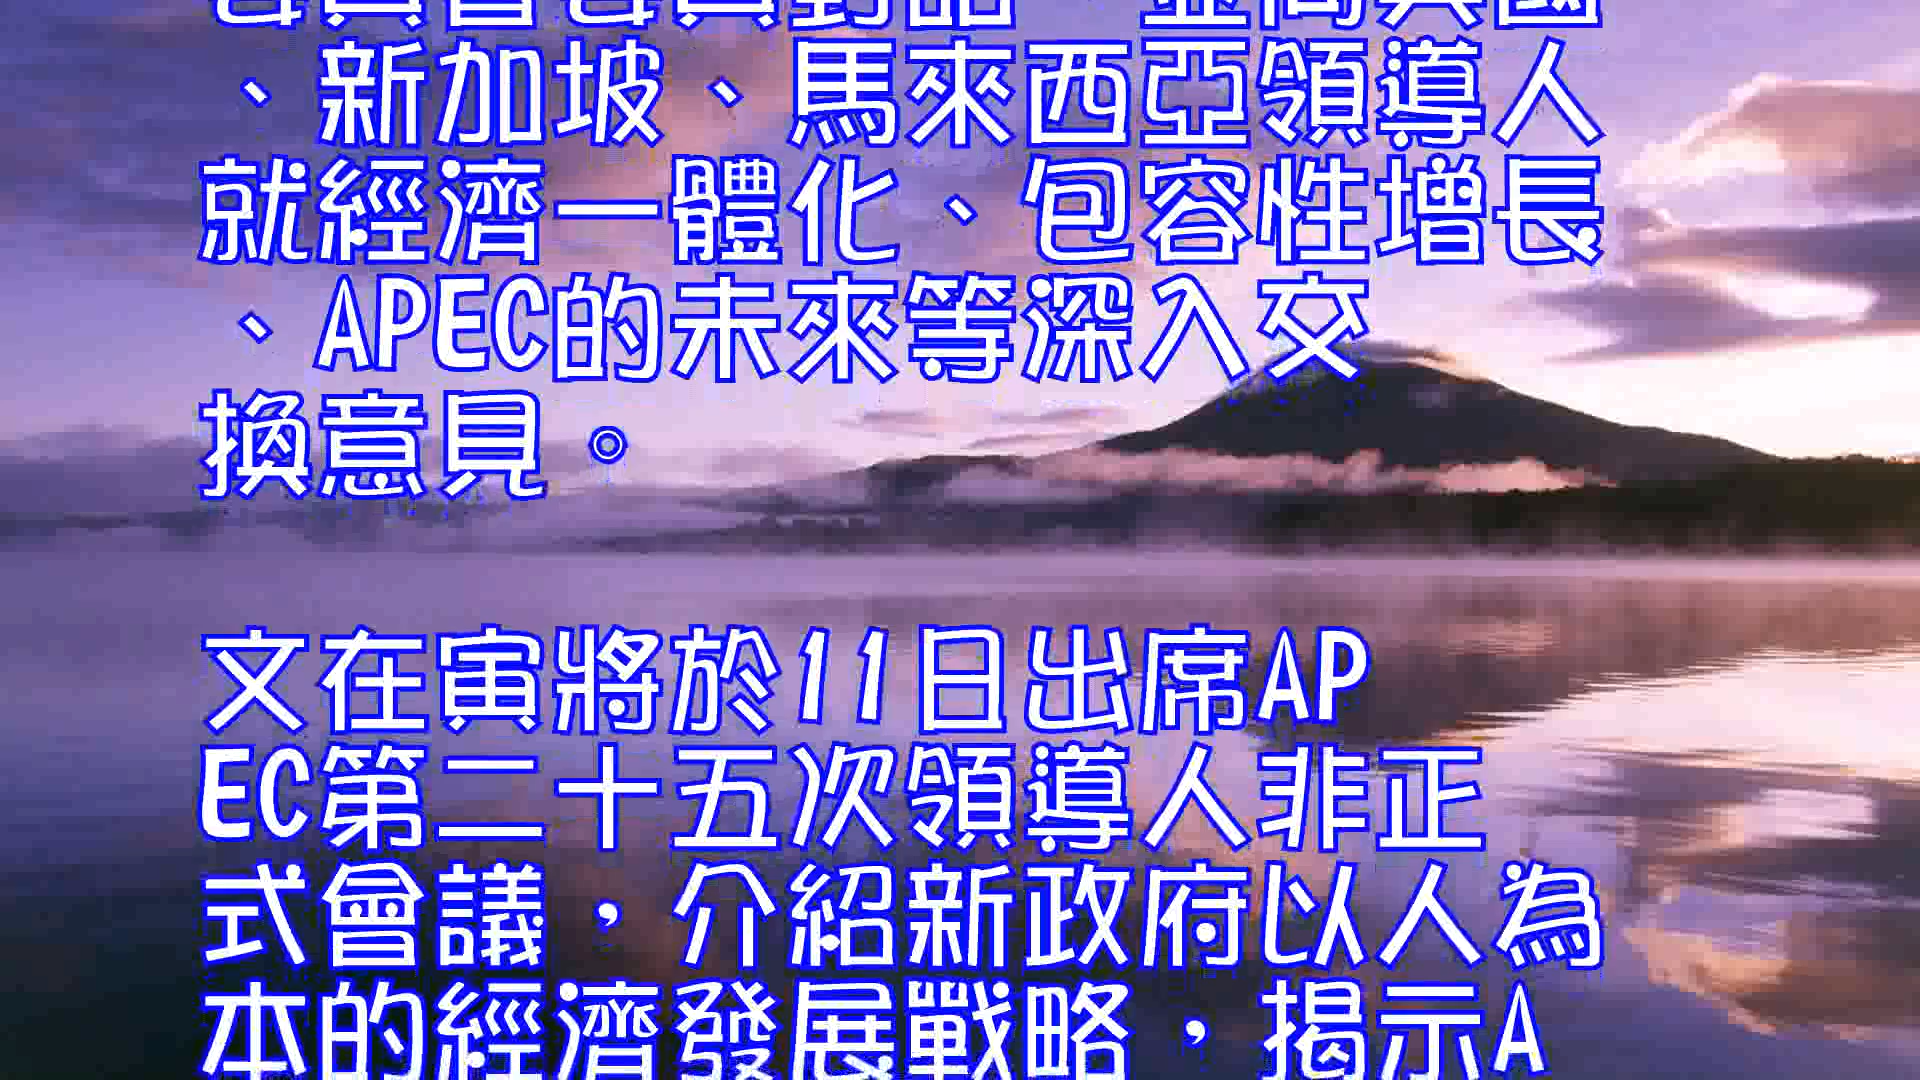 、新加坡、馬來西亞領導人
就經濟一體化、包容性增長
、APEC的未來等深入交
換意見。
文在寅將於11日出席AP
EC第二十五次領導人非正
式會議，介紹新政府以人為
本的經濟發展戰略，揭示A